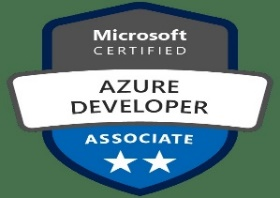 Microsoft
CERTIFIED
AZURE
DEVELOPER
ASSOCIATE